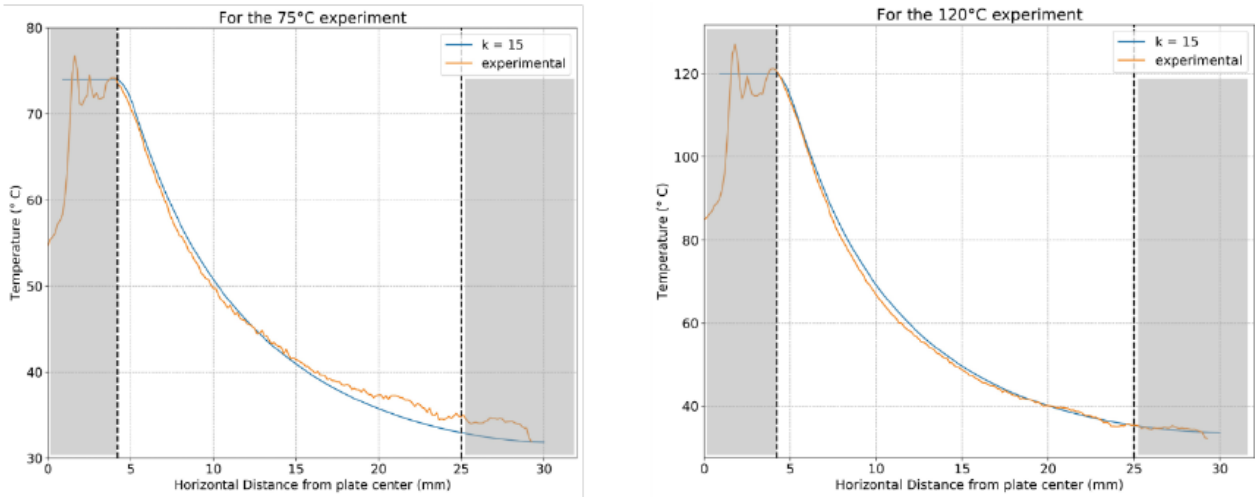 For the 75°C experiment
k = 15
experimental
80
70
60
50
40
30
Temperature (° C)
0
5
10
15
20
25
30
Horizontal Distance from plate center (mm)
For the 120°C experiment
k = 15
experimental
120
100
80
60
40
Temperature (° C)
0
5
10
15
20
25
30
Horizontal Distance from plate center (mm)